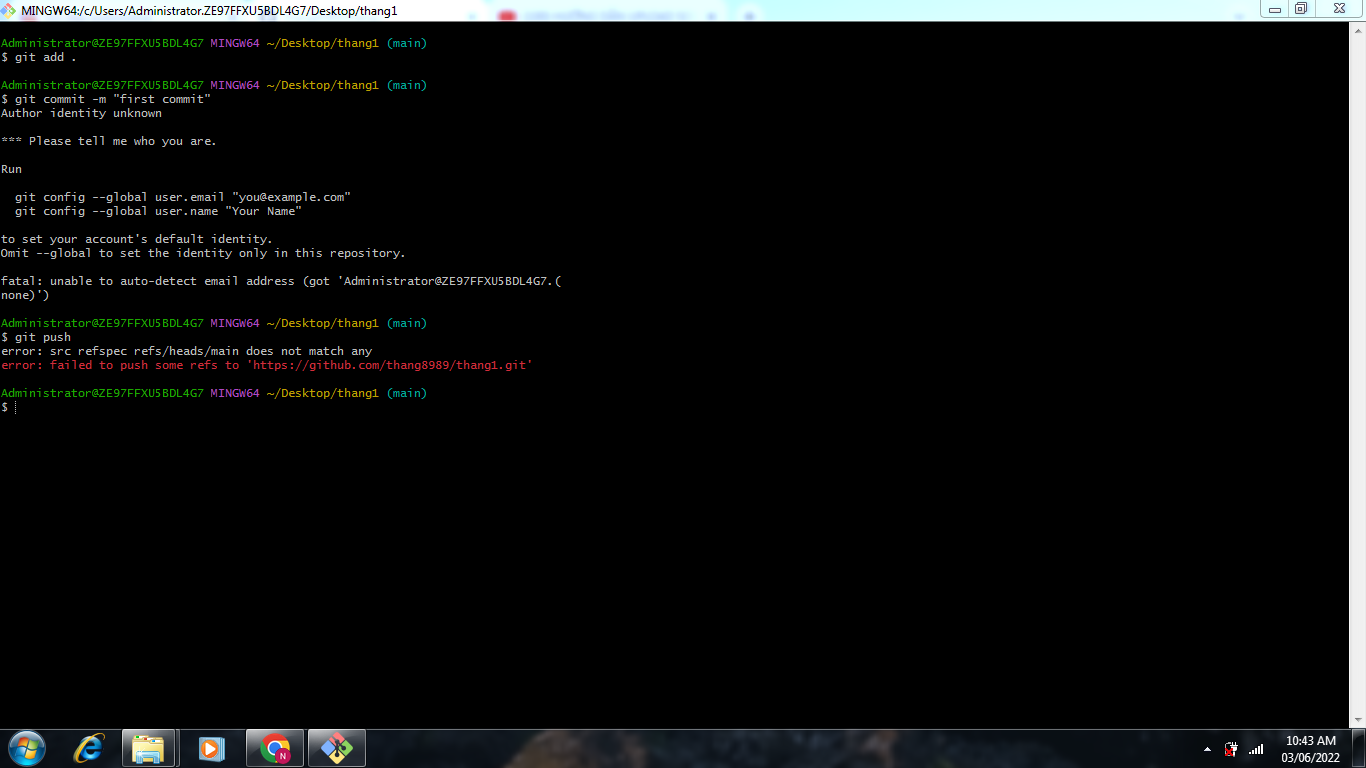 MINGW64:/c/Users/Administrator.ZE97FFXU5BDL4G7/Desktop/thang1
Administrator@ZE97FFXU5BDL4G7 MINGW64 ~/Desktop/thang1 (main)
$ git add .
Administrator@ZE97FFXU5BDL4G7 MINGW64 ~/Desktop/thang1 (main)
$ git commit -m "first commit"
Author identity unknown
*** Please tell me who you are.
Run
git config --global user.email "you@example.com"
git config --global user.name "Your Name"
to set your account's default identity.
Omit --global to set the identity only in this repository.
fatal: unable to auto-detect email address (got 'Administrator@ZE97FFXU5BDL4G7.(
none)')
Administrator@ZE97FFXU5BDL4G7 MINGW64 ~/Desktop/thang1 (main)
$ git push
error: src refspec refs/heads/main does not match any
error: failed to push some refs to 'https://github.com/thang8989/thang1.git'
Administrator@ZE97FFXU5BDL4G7 MINGW64 ~/Desktop/thang1 (main)
$
N
10:43 AM
03/06/2022